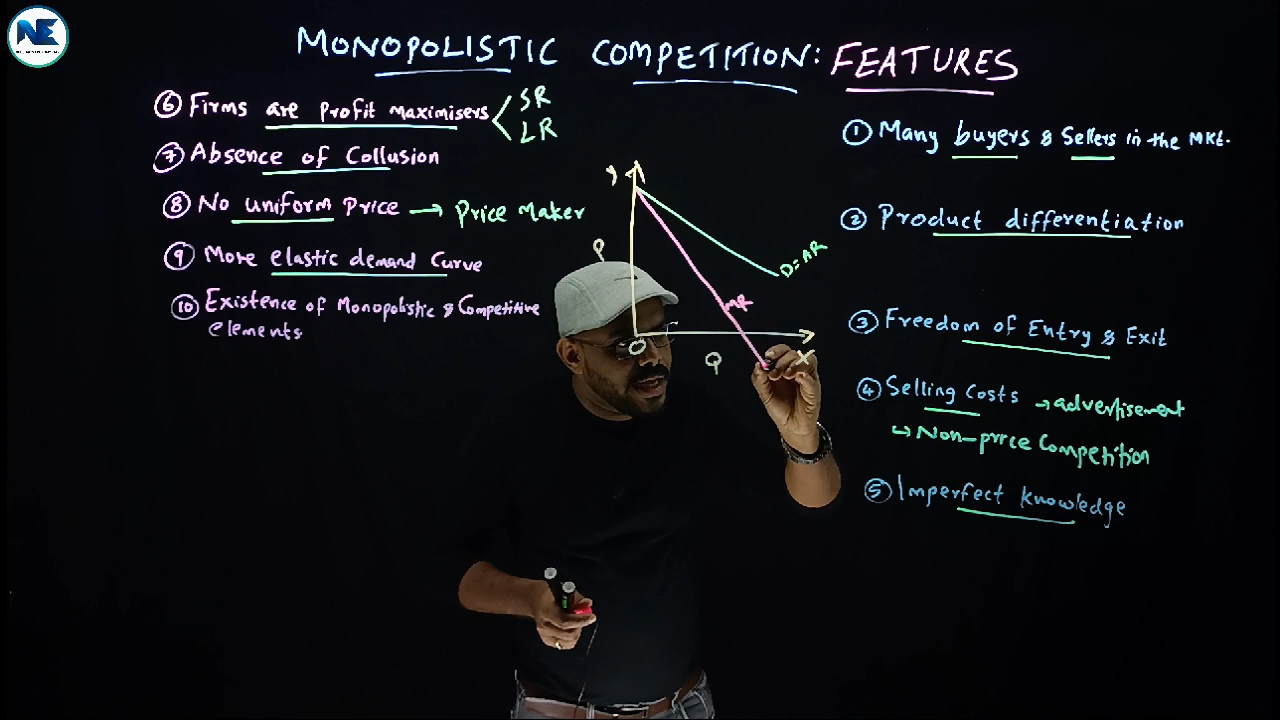 NE
MONOPOLISTIC COMPETITION: FEATURES
① Many buyers & Sellers in the MKt.
② Product differentiation
③ Freedom of Entry & Exit
④ Selling Costs → advertisement
↳ Non-price Competition
⑤ Imperfect knowledge
⑥ Firms are profit maximisers
SR
LR
⑦ Absence of Collusion
⑧ No uniform Price → Price Maker
⑨ More elastic demand Curve
⑩ Existence of Monopolistic & Competitive
elements
y
P
D=AR
MR
O
Q
X